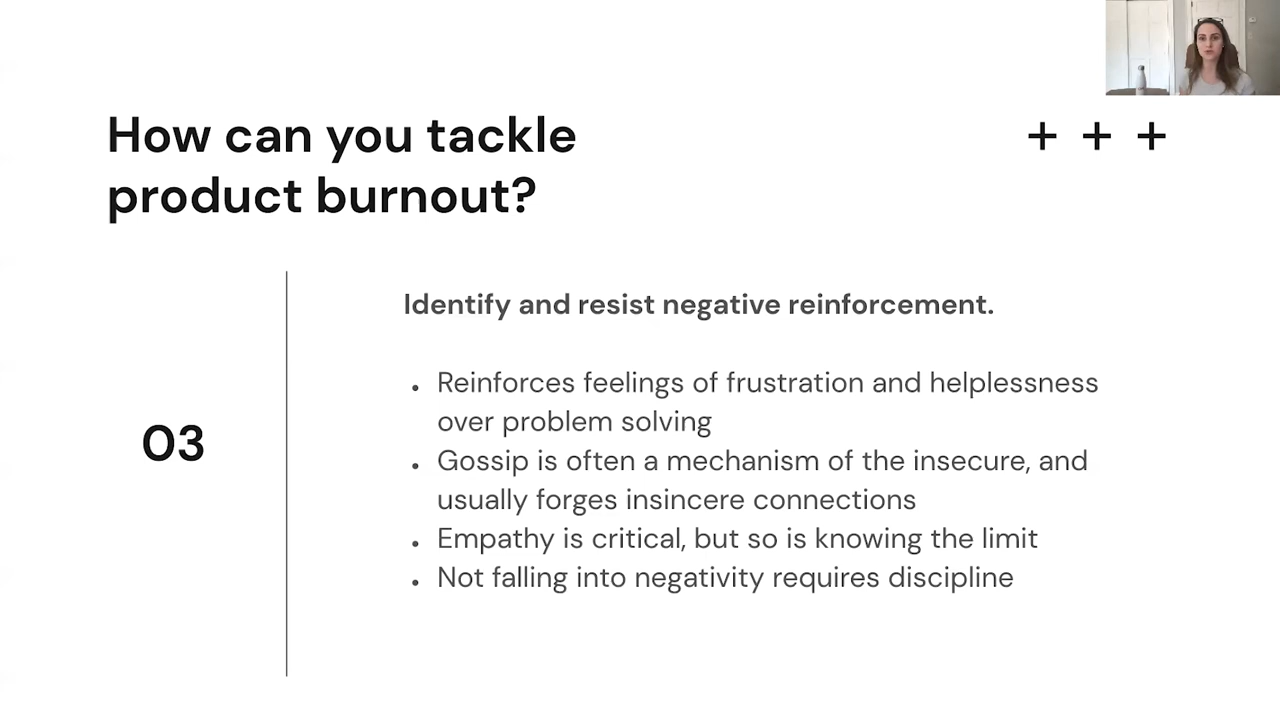 How can you tackle
product burnout?
+ + +
03
Identify and resist negative reinforcement.
• Reinforces feelings of frustration and helplessness
over problem solving
• Gossip is often a mechanism of the insecure, and
usually forges insincere connections
• Empathy is critical, but so is knowing the limit
• Not falling into negativity requires discipline